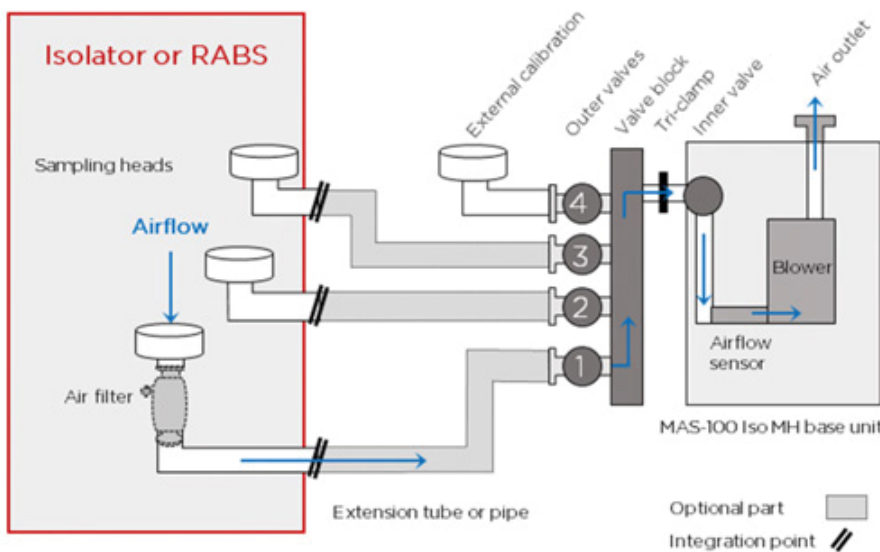 Isolator or RABS
Sampling heads
Airflow
Air filter
External calibration
Outer valves
Valve block
Tri-clamp
Inner valve
Air outlet
4
3
2
1
Blower
Airflow
sensor
MAS-100 Iso MH base unit
Extension tube or pipe
Optional part
Integration point